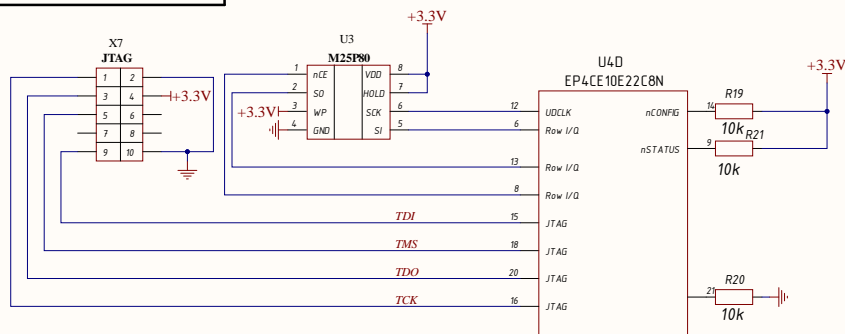 X7
JTAG
1 2
3 4 +3.3V
5 6
7 8
9 10
U3
M25P80
+3.3V
1 nCE VDD 8
2 SO HOLD 7
+3.3V 3 WP SCK 6
4 GND SI 5
U4D
EP4CE10E22C8N
12 UDCLK
6 Row I/Q
13 Row I/Q
8 Row I/Q
TDI 15 JTAG
TMS 18 JTAG
TDO 20 JTAG
TCK 16 JTAG
nCONFIG 14
nSTATUS 9
21
+3.3V
R19
10k
R21
10k
R20
10k